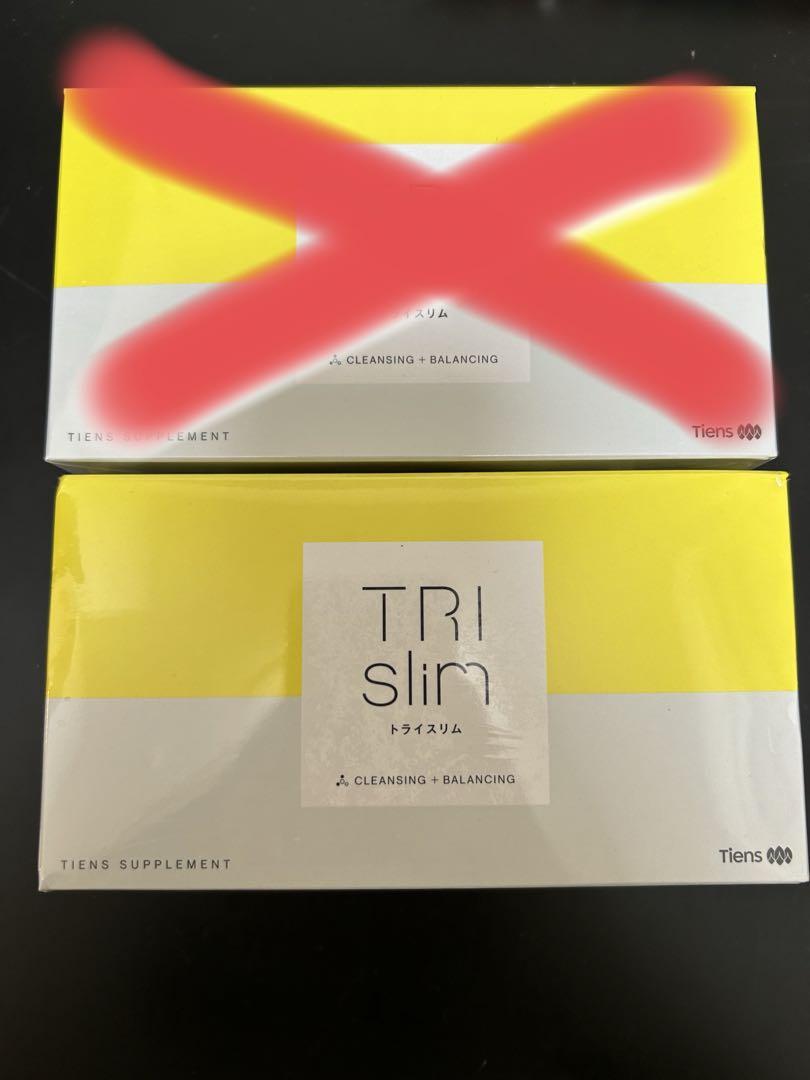 イスリム
CLEANSING + BALANCING
TIENS SUPPLEMENT
Tiens
TRI
slim
トライスリム
CLEANSING + BALANCING
TIENS SUPPLEMENT
Tiens